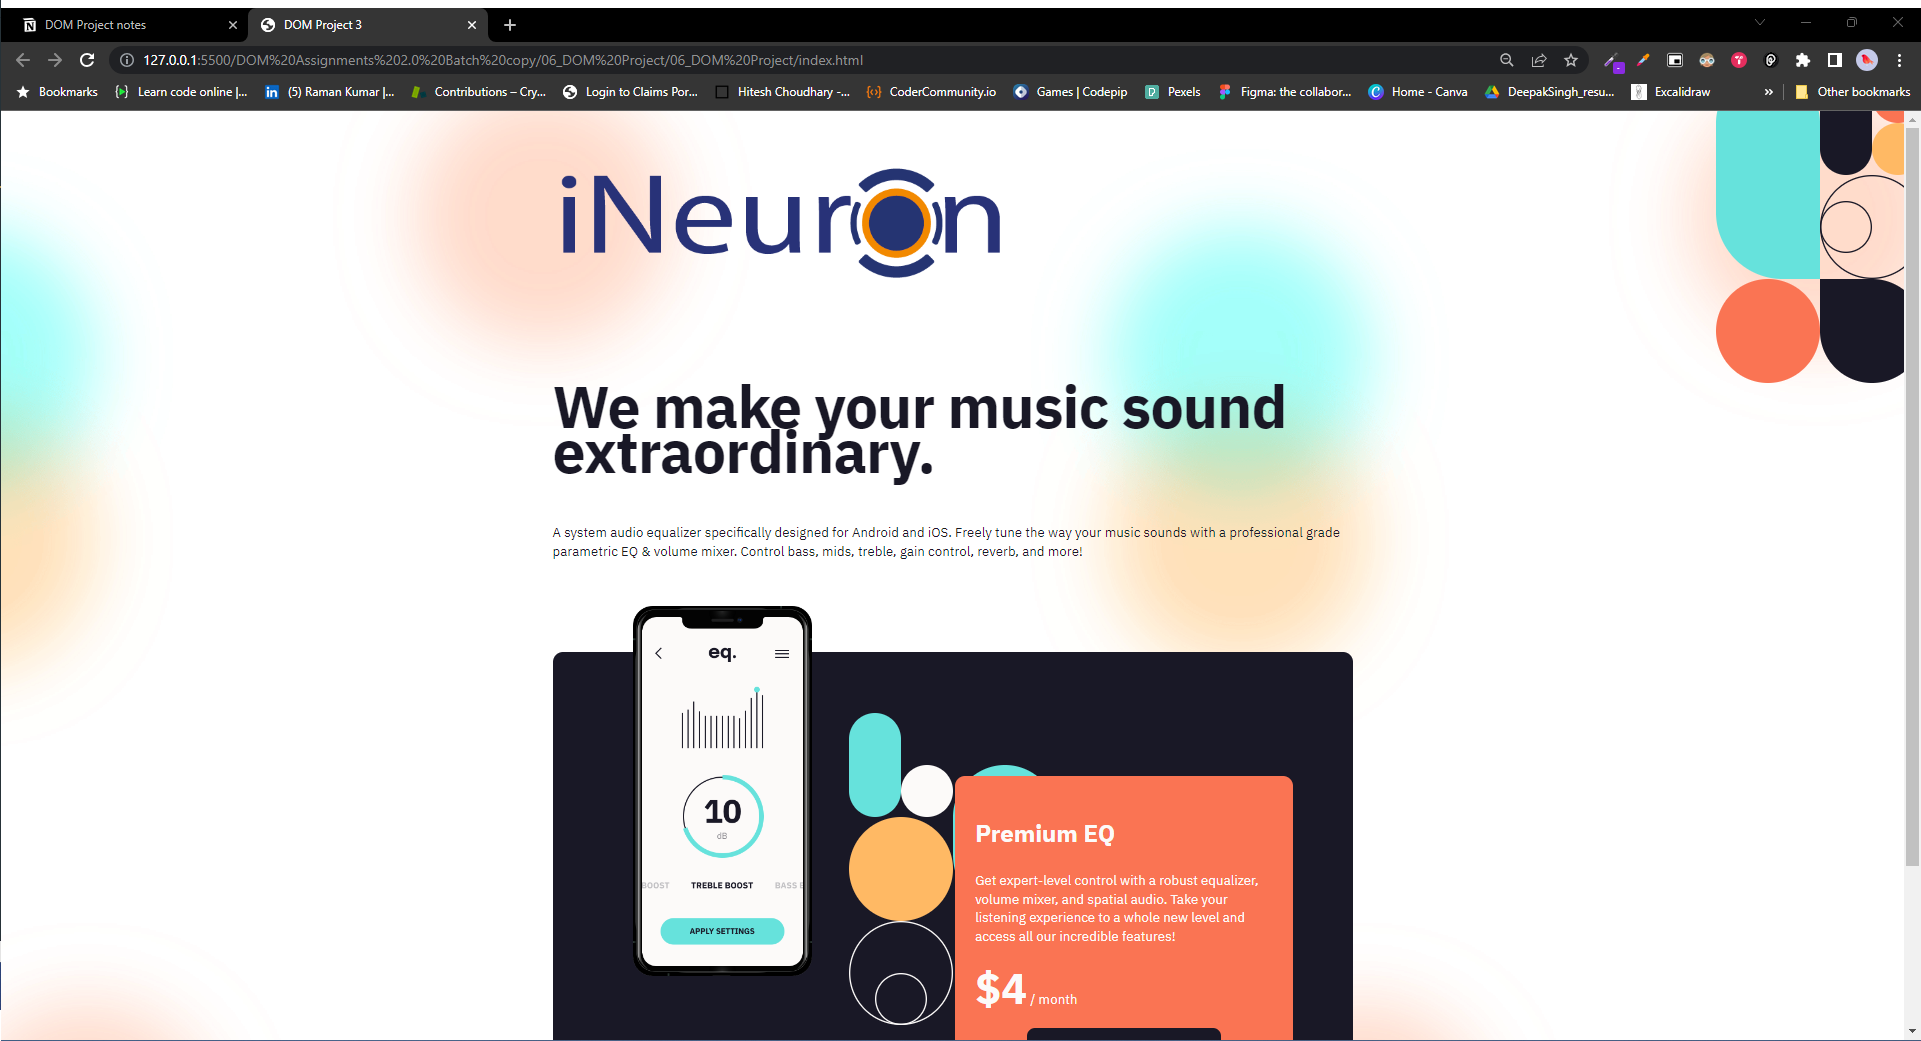 DOM Project notes
DOM Project 3
127.0.0.1:5500/DOM%20Assignments%202.0%20Batch%20copy/06_DOM%20Project/06_DOM%20Project/index.html
Bookmarks
Learn code online |...
(5) Raman Kumar |...
Contributions – Cry...
Login to Claims Por...
Hitesh Choudhary -...
CoderCommunity.io
Games | Codepip
Pexels
Figma: the collabor...
Home - Canva
DeepakSingh_resu...
Excalidraw
»
Other bookmarks
iNeuron
We make your music sound
extraordinary.
A system audio equalizer specifically designed for Android and iOS. Freely tune the way your music sounds with a professional grade
parametric EQ & volume mixer. Control bass, mids, treble, gain control, reverb, and more!
eq.
10
dB
BOOST
TREBLE BOOST
BASS
APPLY SETTINGS
Premium EQ
Get expert-level control with a robust equalizer,
volume mixer, and spatial audio. Take your
listening experience to a whole new level and
access all our incredible features!
$4 / month